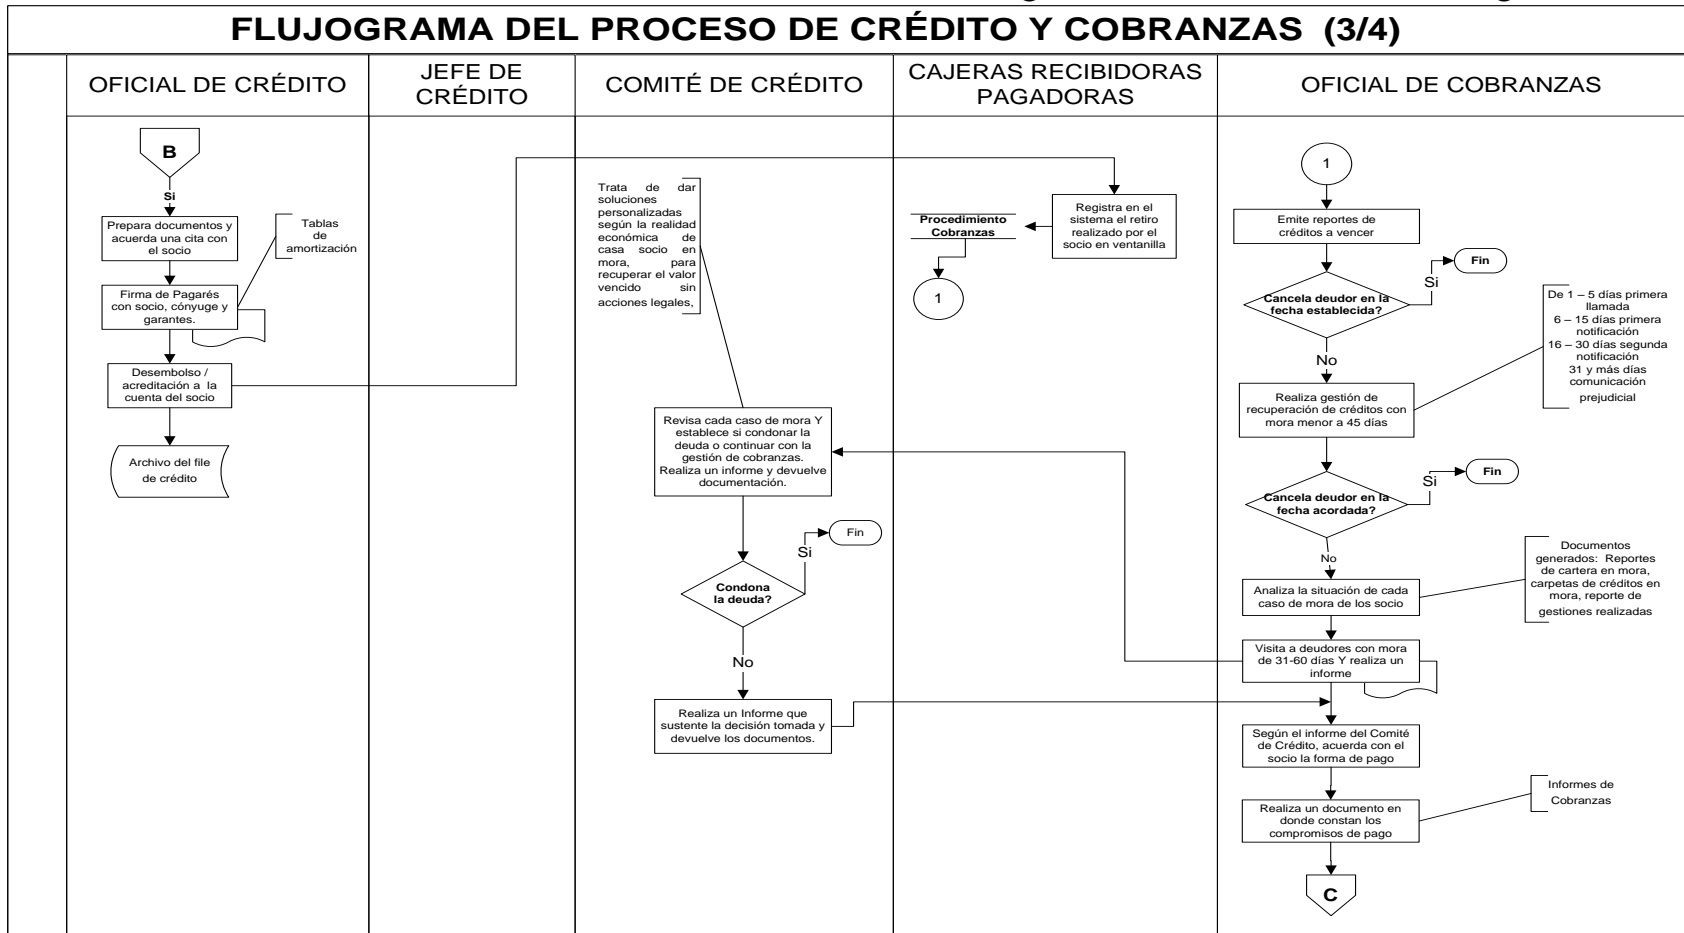 FLUJOGRAMA DEL PROCESO DE CRÉDITO Y COBRANZAS (3/4)
OFICIAL DE CRÉDITO
JEFE DE
CRÉDITO
COMITÉ DE CRÉDITO
CAJERAS RECIBIDORAS
PAGADORAS
OFICIAL DE COBRANZAS
B
Si
Prepara documentos y
acuerda una cita con
el socio
Tablas
de
amortización
Firma de Pagarés
con socio, cónyuge y
garantes.
Desembolso /
acreditación a la
cuenta del socio
Archivo del file
de crédito
Trata de dar
soluciones
personalizadas
según la realidad
económica de
casa socio en
mora, para
recuperar el valor
vencido sin
acciones legales,
Revisa cada caso de mora Y
establece si condonar la
deuda o continuar con la
gestión de cobranzas.
Realiza un informe y devuelve
documentación.
Fin
Si
Condona
la deuda?
No
Realiza un Informe que
sustente la decisión tomada y
devuelve los documentos.
Registra en el
sistema el retiro
realizado por el
socio en ventanilla
Procedimiento
Cobranzas
1
1
Emite reportes de
créditos a vencer
Fin
Si
Cancela deudor en la
fecha establecida?
No
De 1 – 5 días primera
llamada
6 – 15 días primera
notificación
16 – 30 días segunda
notificación
31 y más días
comunicación
prejudicial
Realiza gestión de
recuperación de créditos con
mora menor a 45 días
Fin
Si
Cancela deudor en la
fecha acordada?
No
Documentos
generados: Reportes
de cartera en mora,
carpetas de créditos en
mora, reporte de
gestiones realizadas
Analiza la situación de cada
caso de mora de los socio
Visita a deudores con mora
de 31-60 días Y realiza un
informe
Según el informe del Comité
de Crédito, acuerda con el
socio la forma de pago
Informes de
Cobranzas
Realiza un documento en
donde constan los
compromisos de pago
C